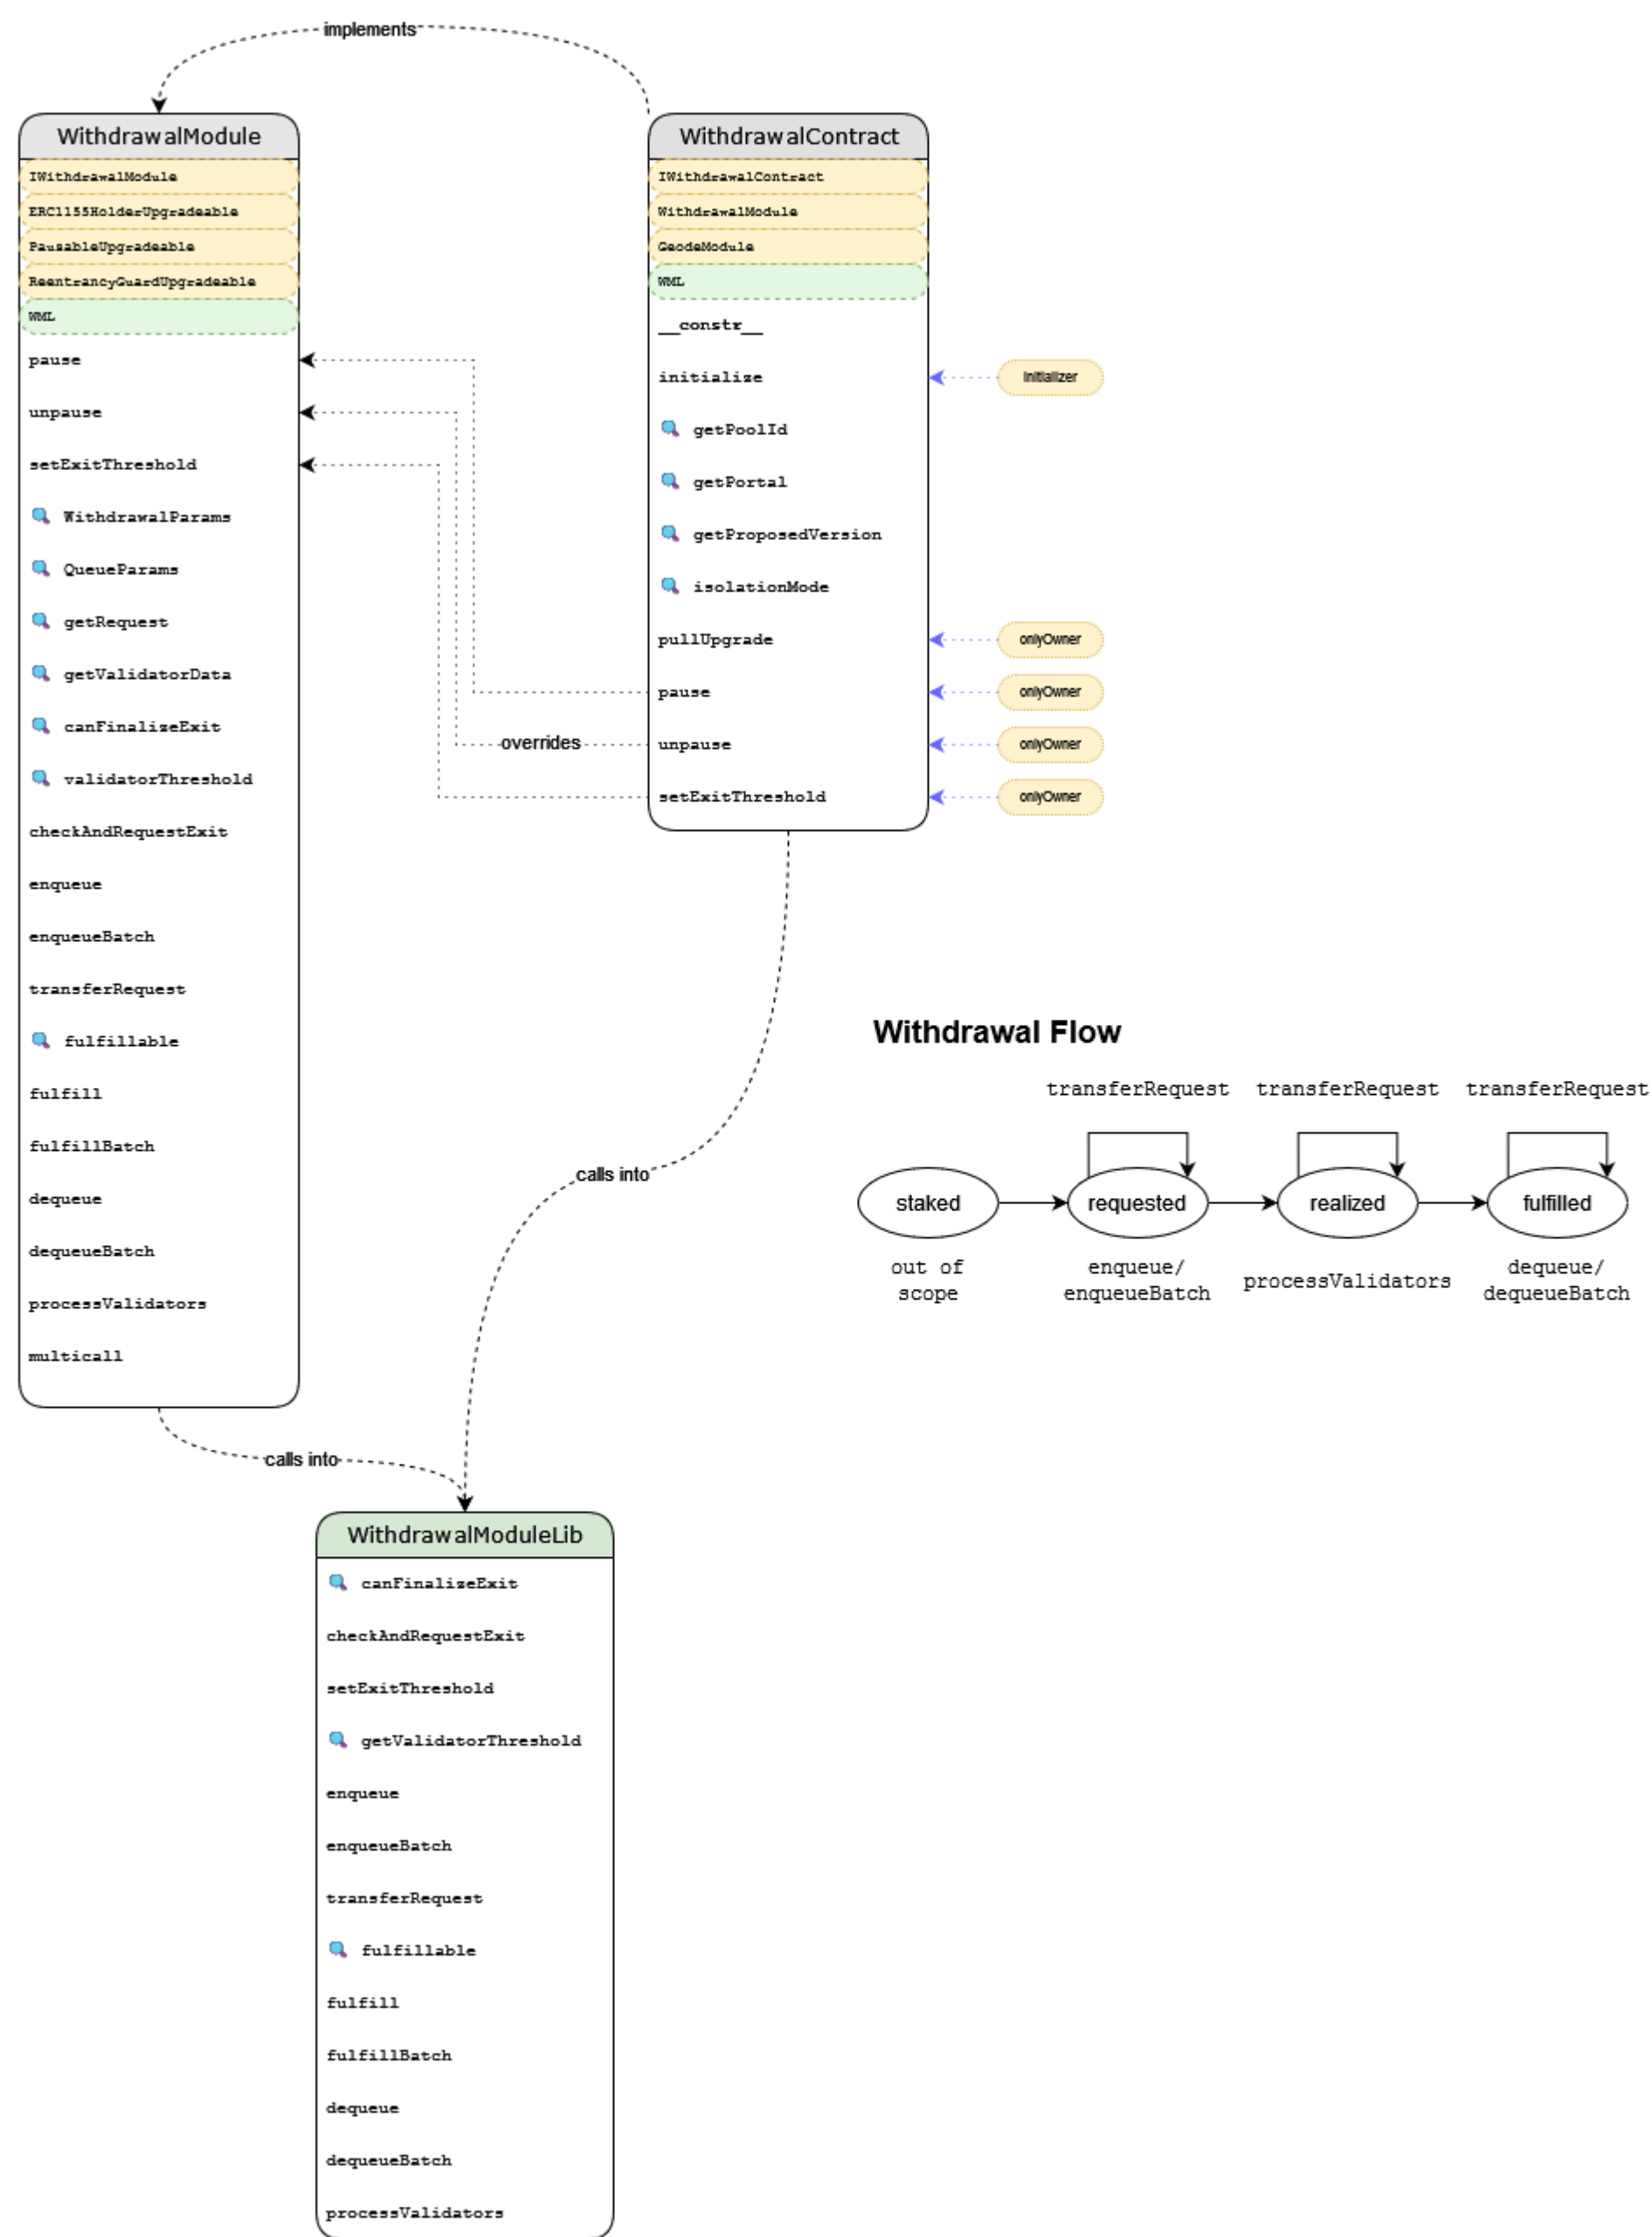 implements
WithdrawalModule
IWithdrawalModule
ERC1155HolderUpgradeable
PausableUpgradeable
ReentrancyGuardUpgradeable
WML
pause
unpause
setExitThreshold
WithdrawalParams
QueueParams
getRequest
getValidatorData
canFinalizeExit
validatorThreshold
checkAndRequestExit
enqueue
enqueueBatch
transferRequest
fulfillable
fulfill
fulfillBatch
dequeue
dequeueBatch
processValidators
multicall
WithdrawalContract
IWithdrawalContract
WithdrawalModule
GeodeModule
WML
__constr__
initialize
getPoolId
getPortal
getProposedVersion
isolationMode
pullUpgrade
pause
unpause
setExitThreshold
initializer
onlyOwner
onlyOwner
onlyOwner
onlyOwner
overrides
calls into
calls into
Withdrawal Flow
transferRequest transferRequest transferRequest
staked requested realized fulfilled
out of
scope
enqueue/
enqueueBatch
processValidators
dequeue/
dequeueBatch
WithdrawalModuleLib
canFinalizeExit
checkAndRequestExit
setExitThreshold
getValidatorThreshold
enqueue
enqueueBatch
transferRequest
fulfillable
fulfill
fulfillBatch
dequeue
dequeueBatch
processValidators